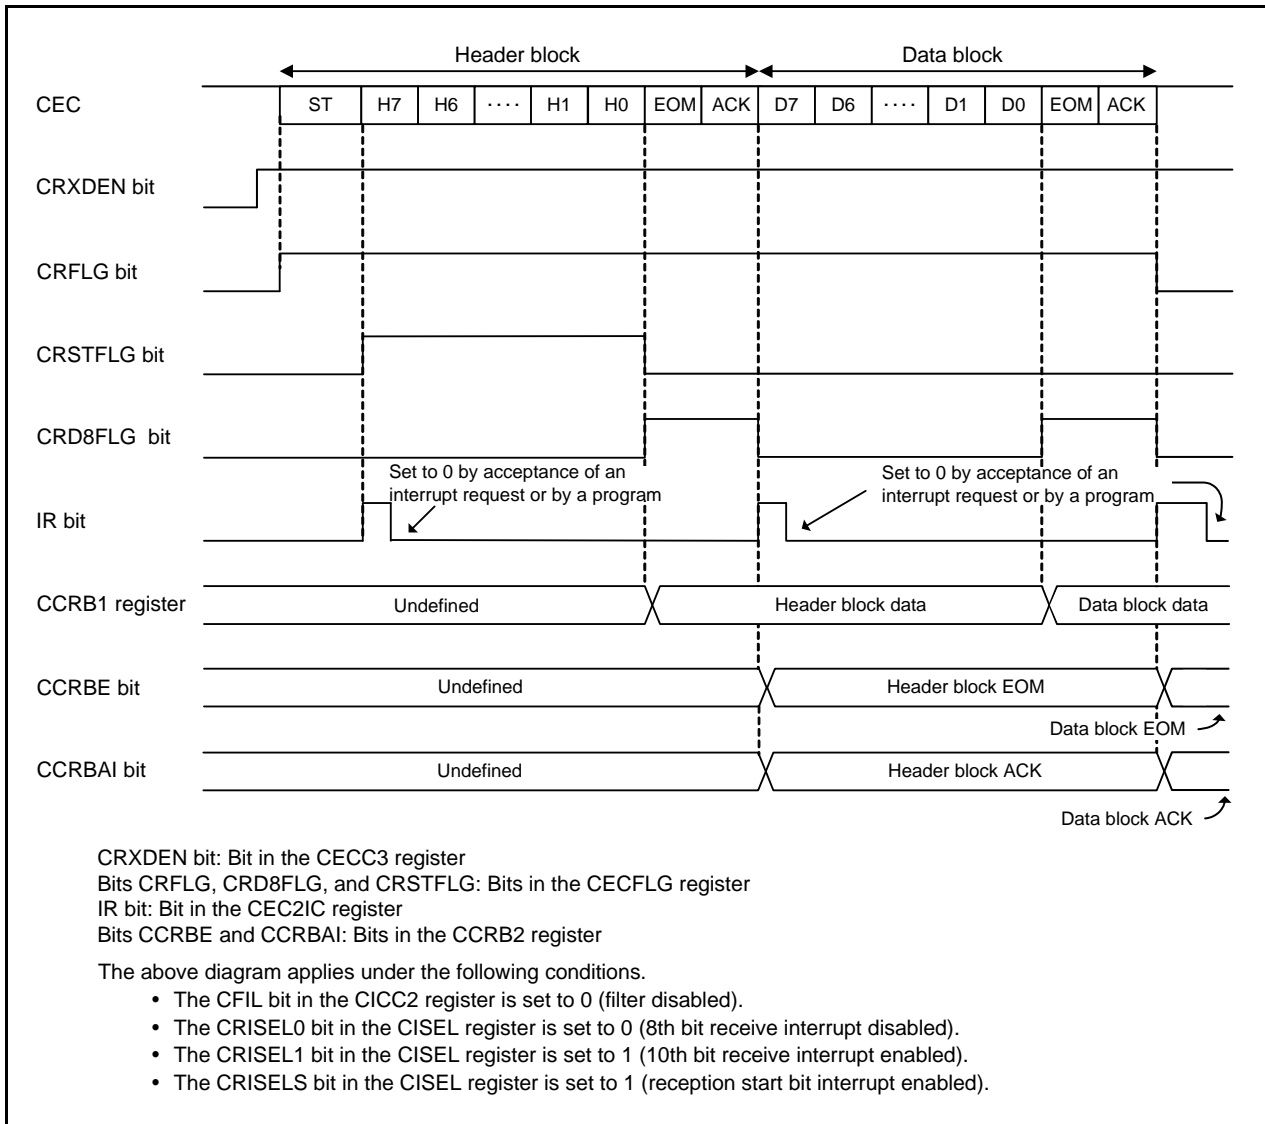 Header block
Data block
CEC
ST H7 H6 ···· H1 H0 EOM ACK D7 D6 ···· D1 D0 EOM ACK
CRXDEN bit
CRFLG bit
CRSTFLG bit
CRD8FLG bit
Set to 0 by acceptance of an
interrupt request or by a program
Set to 0 by acceptance of an
interrupt request or by a program
IR bit
CCRB1 register
Undefined
Header block data
Data block data
CCRBE bit
Undefined
Header block EOM
Data block EOM
CCRBAI bit
Undefined
Header block ACK
Data block ACK
CRXDEN bit: Bit in the CECC3 register
Bits CRFLG, CRD8FLG, and CRSTFLG: Bits in the CECFLG register
IR bit: Bit in the CEC2IC register
Bits CCRBE and CCRBAI: Bits in the CCRB2 register
The above diagram applies under the following conditions.
• The CFIL bit in the CICC2 register is set to 0 (filter disabled).
• The CRISEL0 bit in the CISEL register is set to 0 (8th bit receive interrupt disabled).
• The CRISEL1 bit in the CISEL register is set to 1 (10th bit receive interrupt enabled).
• The CRISELS bit in the CISEL register is set to 1 (reception start bit interrupt enabled).